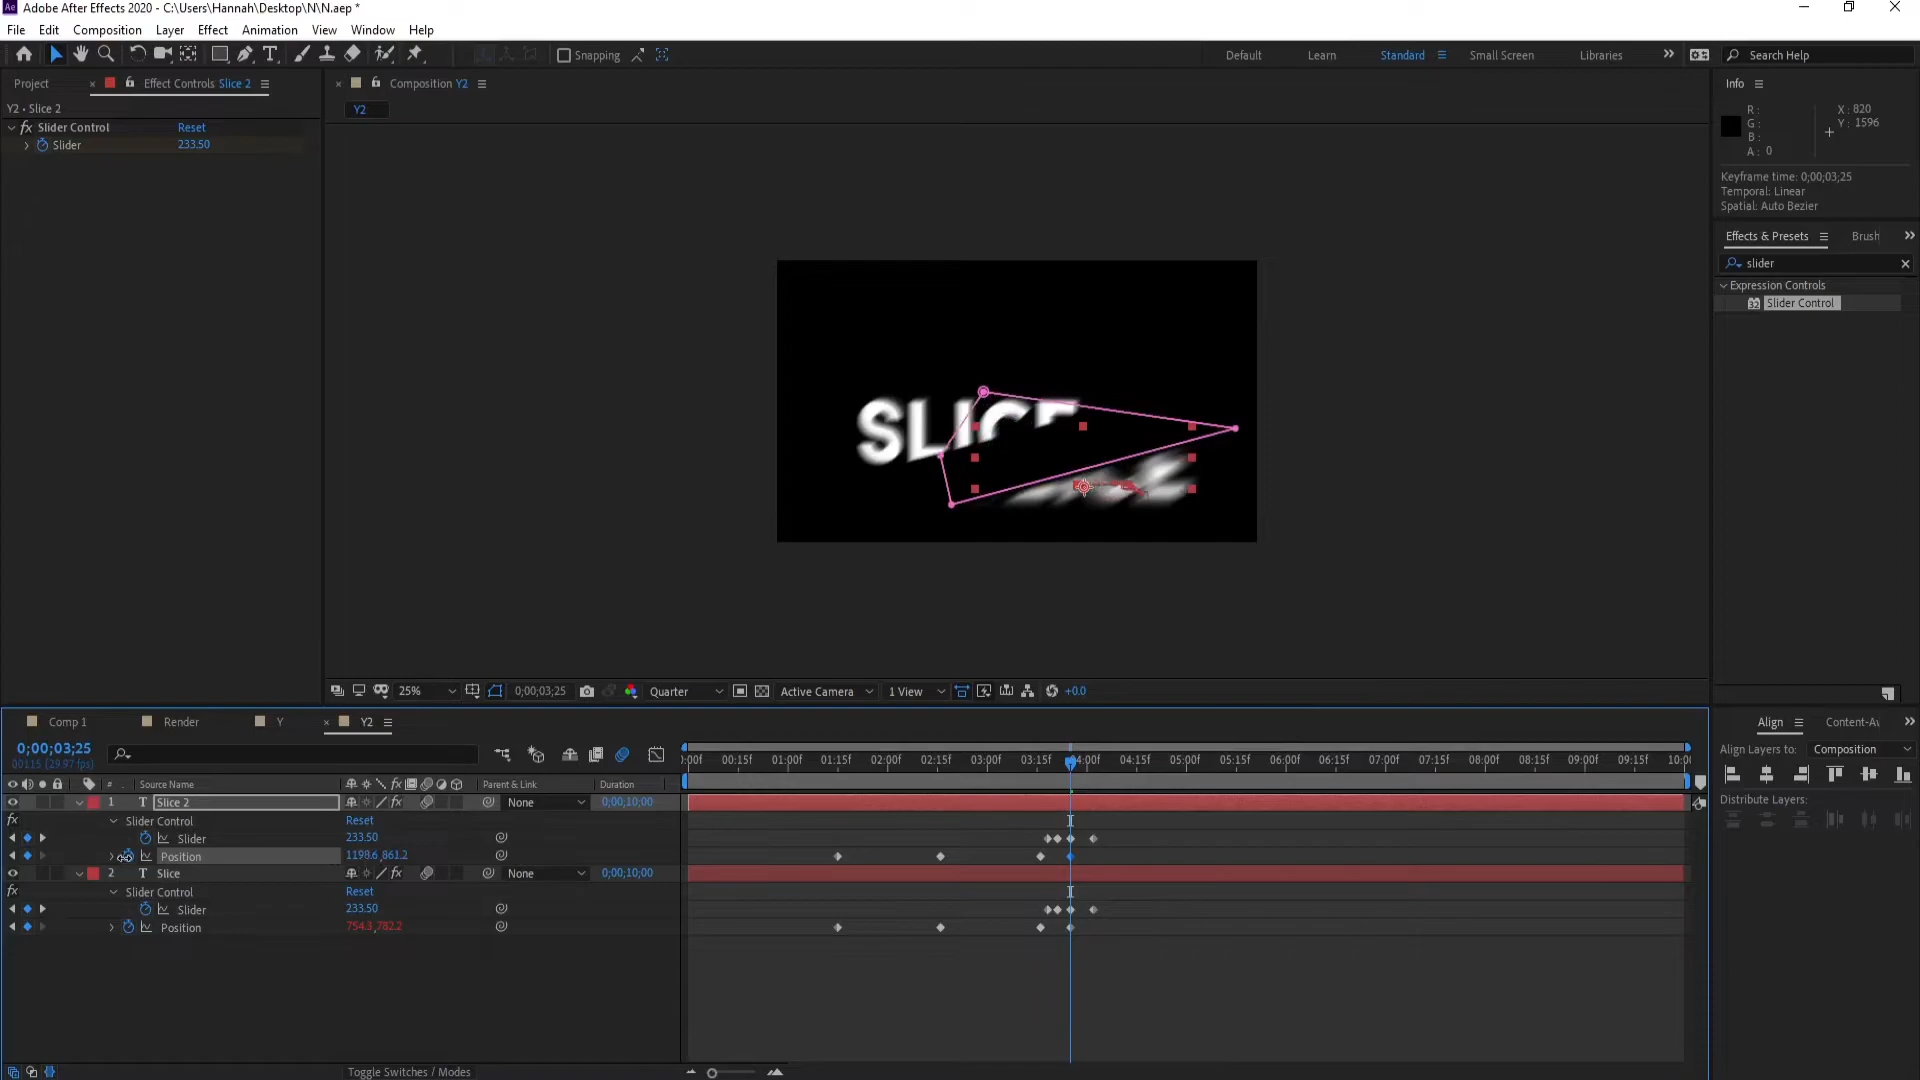 Ae Adobe After Effects 2020 - C:\Users\Hannah\Desktop\N\N.aep *
File Edit Composition Layer Effect Animation View Window Help
Snapping Default Learn Standard Small Screen Libraries Search Help
Project Effect Controls Slice 2 Composition Y2 Info
Y2 • Slice 2 Y2
fx Slider Control Reset
Slider 233.50
R : X : 820
G : Y : 1596
B :
A : 0
Keyframe time: 0;00;03;25
Temporal: Linear
Spatial: Auto Bezier
Effects & Presets Brush
slider
Expression Controls
Slider Control
SLICE
25% 0;00;03;25 Quarter Active Camera 1 View +0.0
Comp 1 Render Y Y2 Align
0;00;03;25
00115 (29.97 fps)
00:15f 01:00f 01:15f 02:00f 02:15f 03:00f 03:15f 04:00f 04:15f 05:00f 05:15f 06:00f 06:15f 07:00f 07:15f 08:00f 08:15f 09:00f 09:15f
Align Layers to: Composition
# Source Name Parent & Link Duration
1 T Slice 2 None 0;00;10;00
Distribute Layers:
fx Slider Control Reset
Slider 233.50
Position 1198.6,861.2
2 T Slice None 0;00;10;00
fx Slider Control Reset
Slider 233.50
Position 754.3,782.2
Toggle Switches / Modes